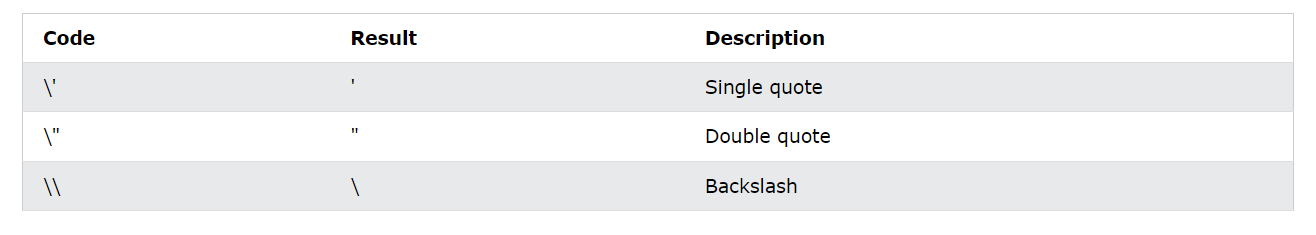 Code Result Description
\' ' Single quote
\" " Double quote
\\ \ Backslash